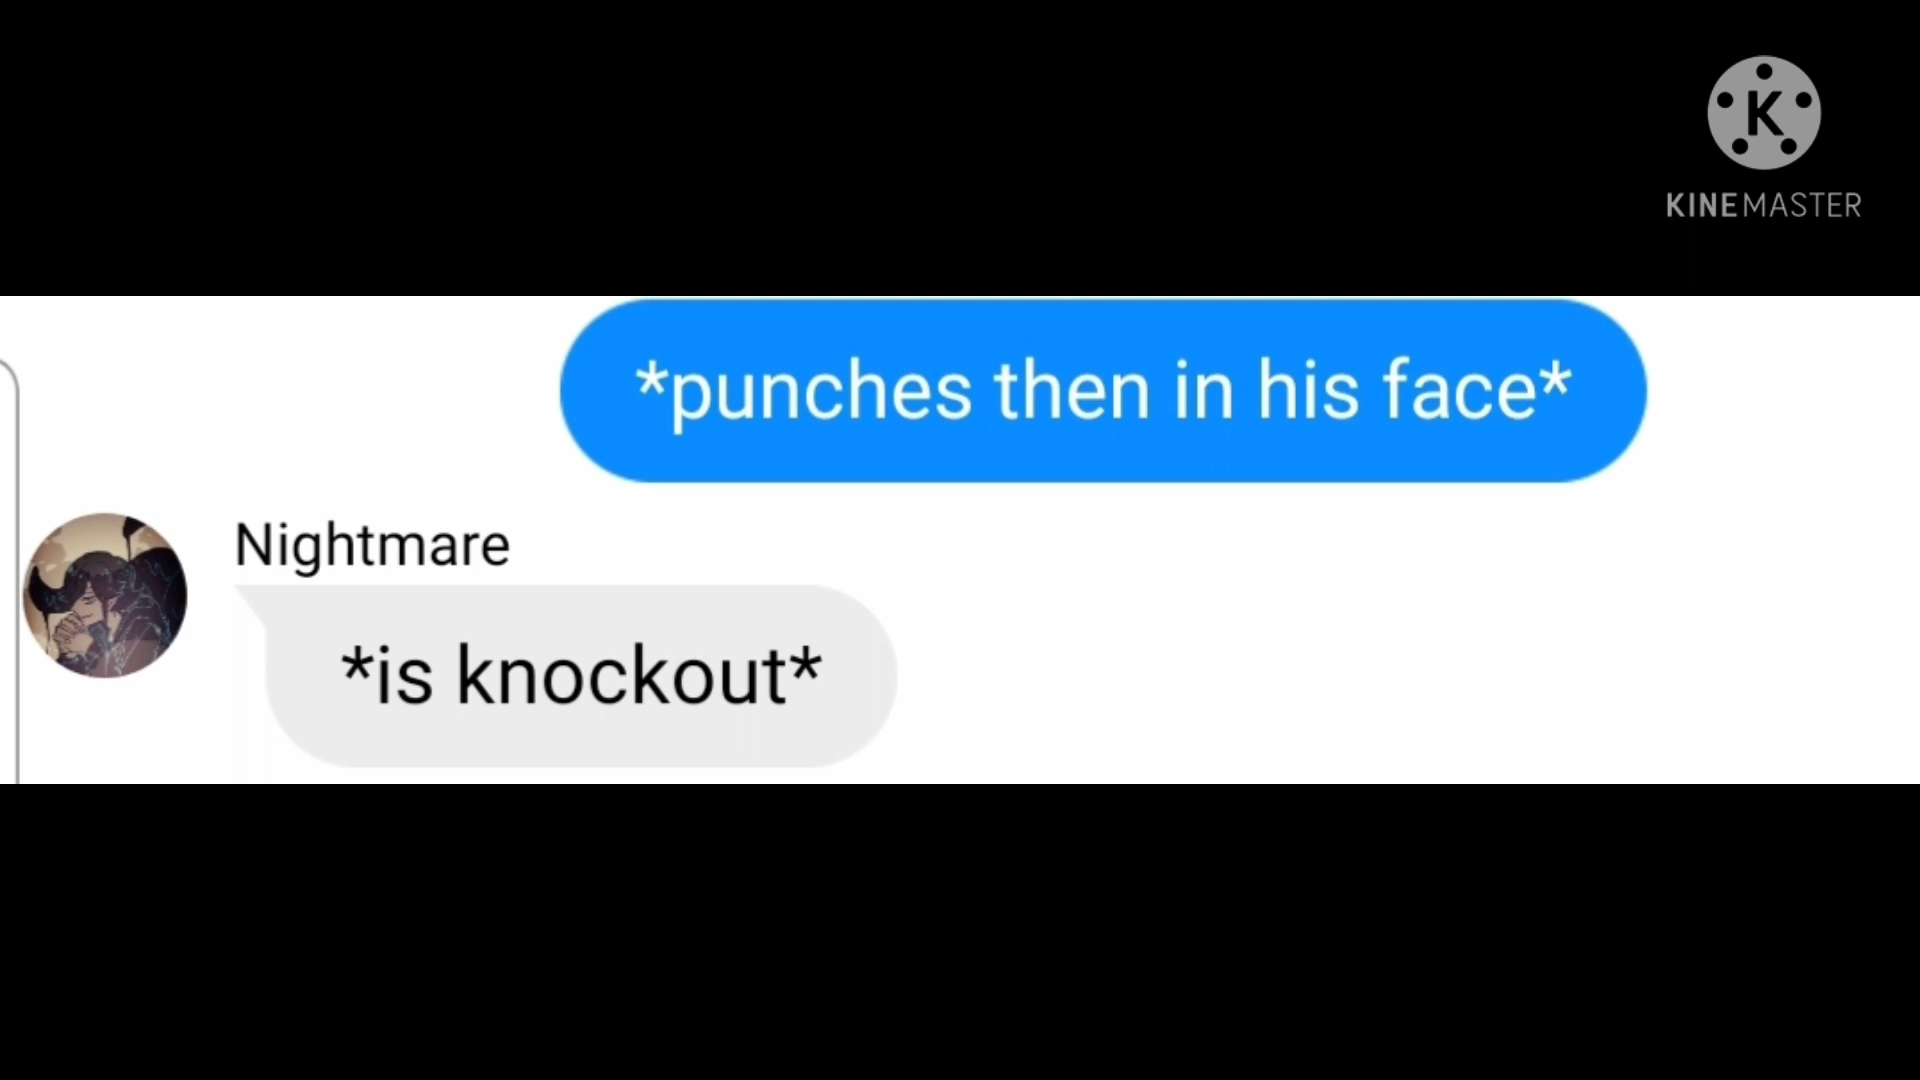 K
KINEMASTER
*punches then in his face*
Nightmare
*is knockout*